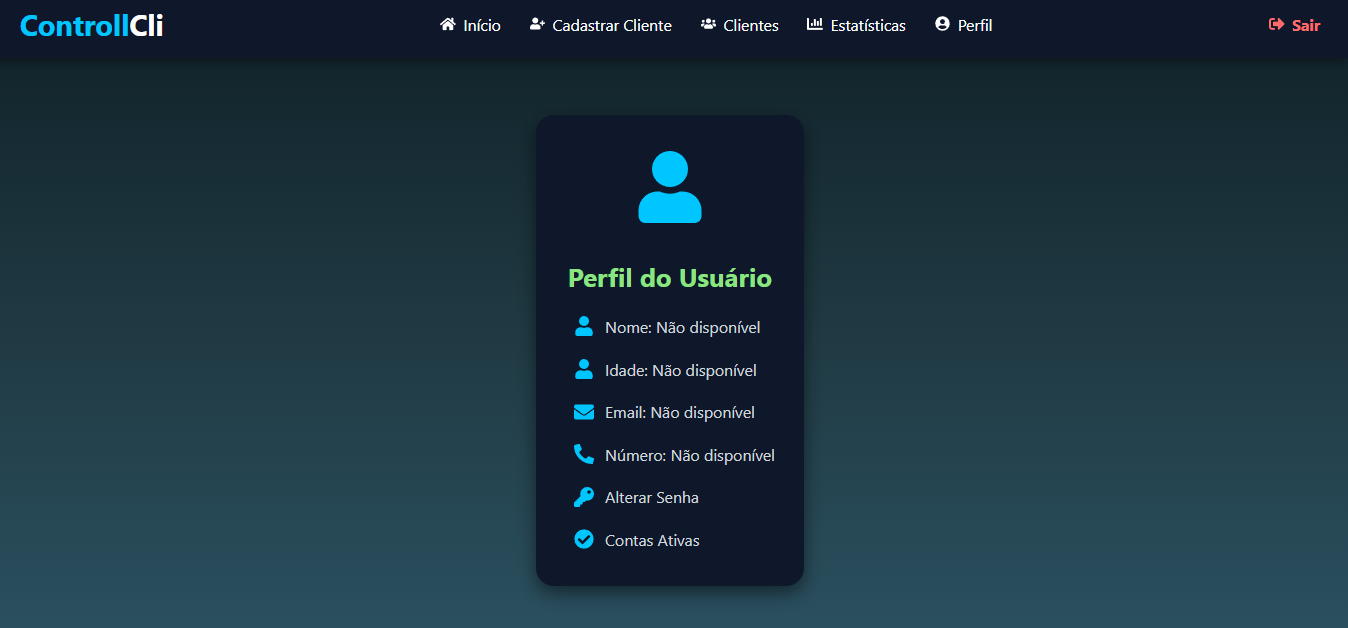 ControllCli
Início Cadastrar Cliente Clientes Estatísticas Perfil Sair
Perfil do Usuário
Nome: Não disponível
Idade: Não disponível
Email: Não disponível
Número: Não disponível
Alterar Senha
Contas Ativas